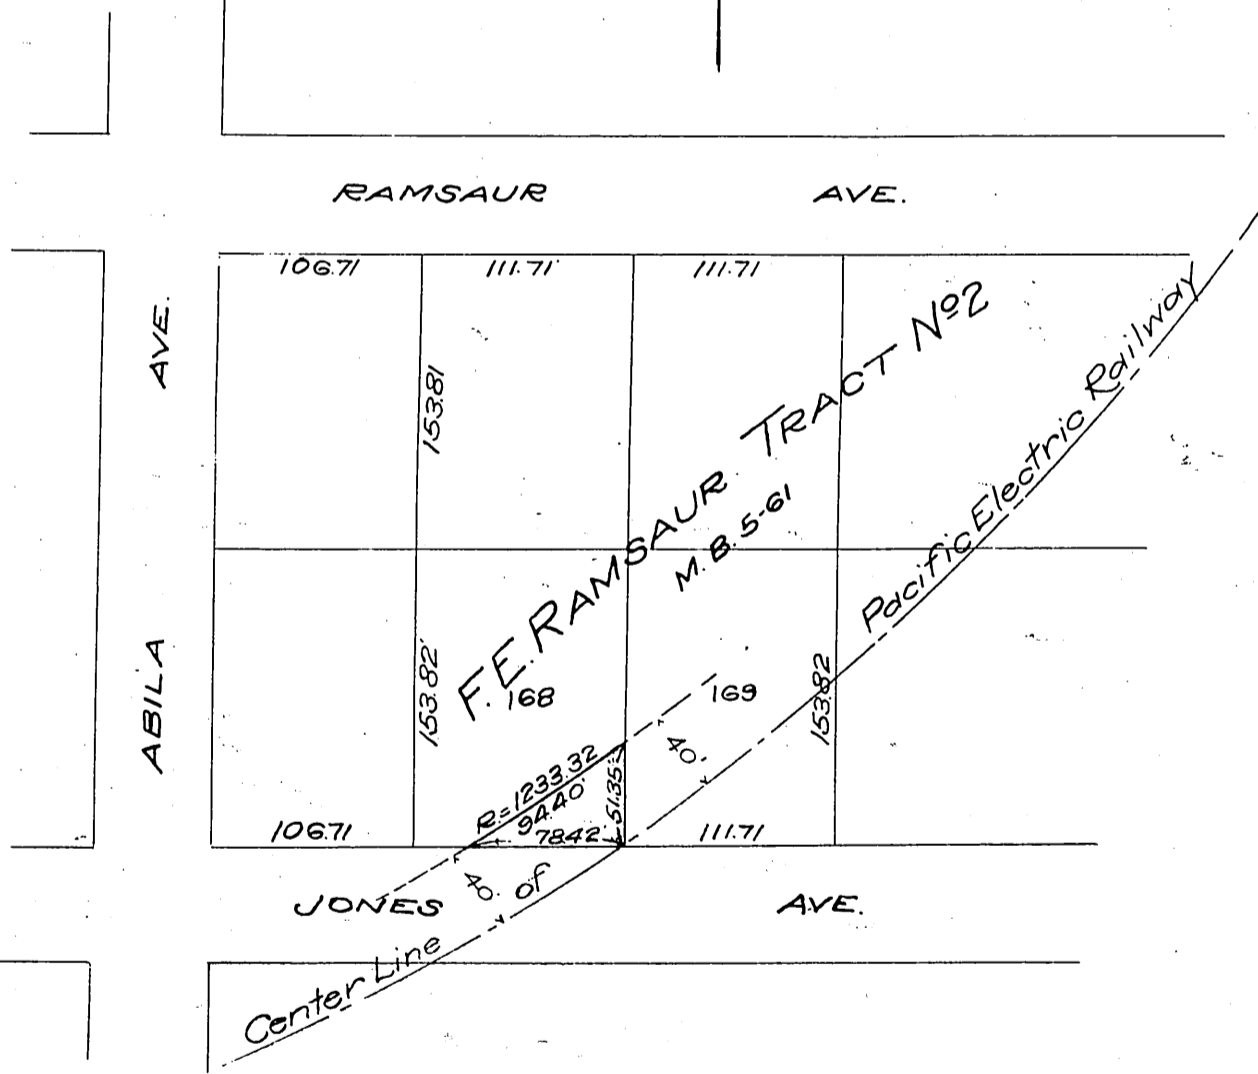 RAMSAUR AVE.
106.71 111.71' 111.71
AVE.
153.81
F. E. RAMSAUR TRACT Nº2
M. B. 5-61
Pacific Electric Railway
ABILA
153.82'
168
169
153.82
40.'
R.=1233.32
94.40'
51.35
78.42'
106.71
111.71
40.'
JONES AVE.
Center Line of